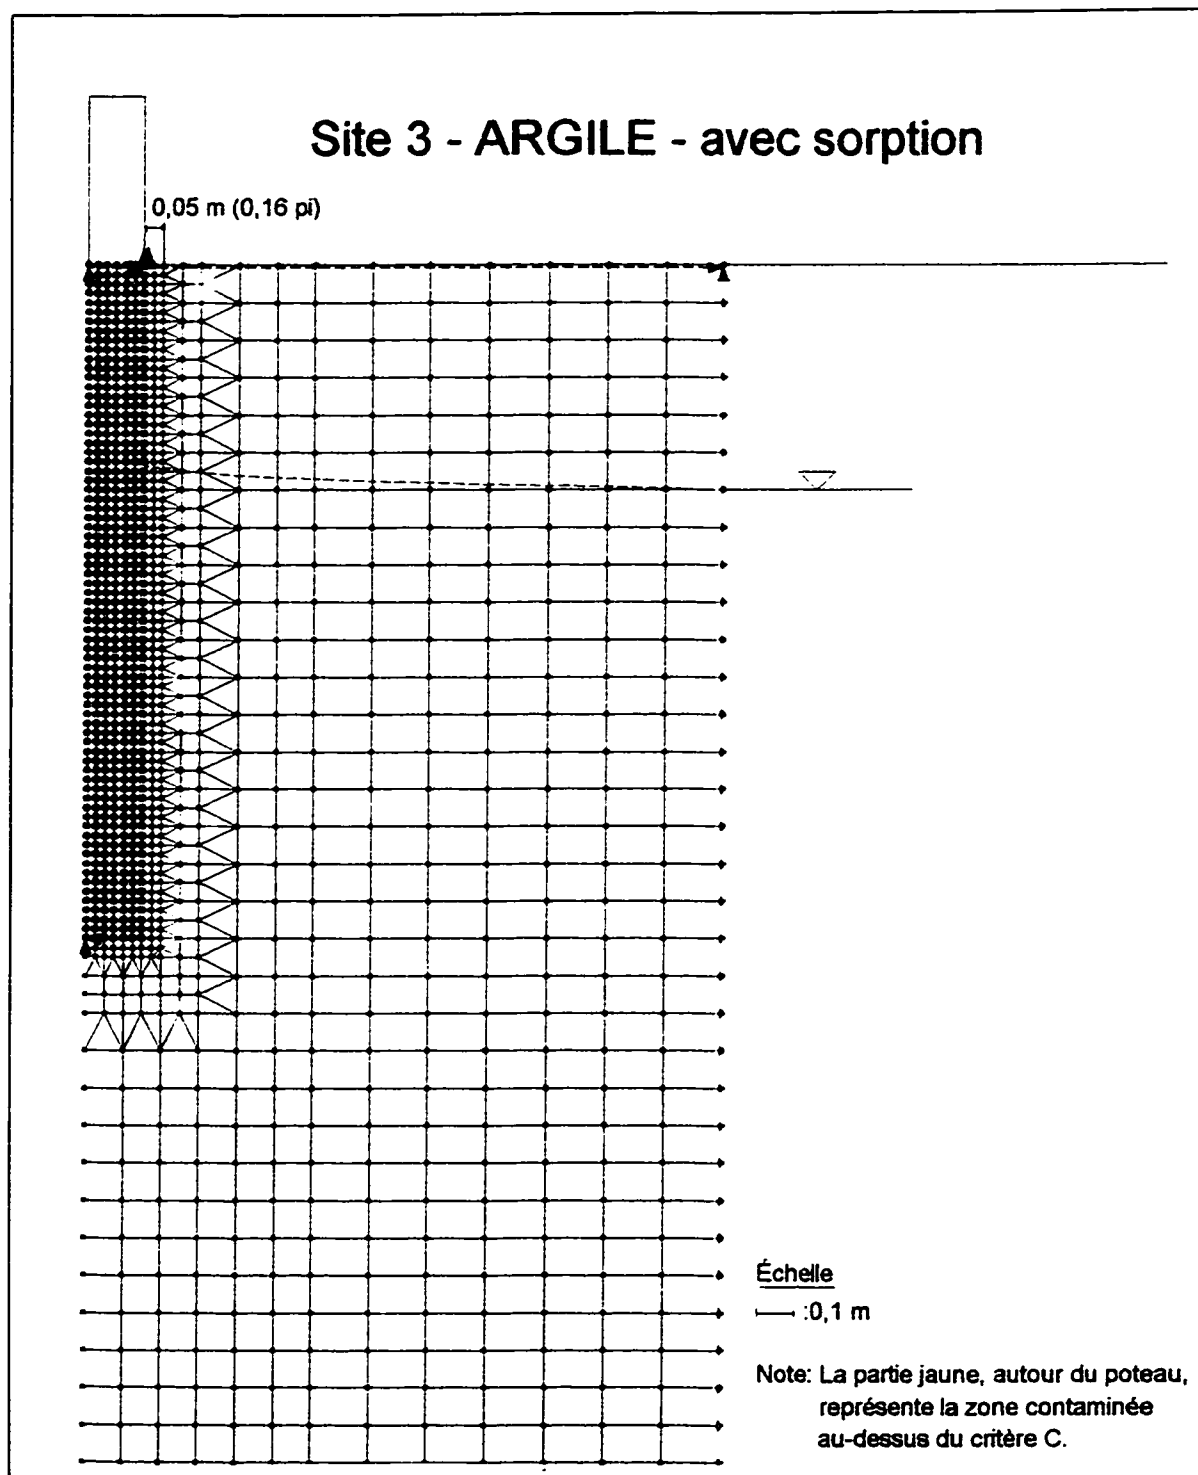 Site 3 - ARGILE - avec sorption
0,05 m (0,16 pi)
Échelle
:0,1 m
Note: La partie jaune, autour du poteau,
représente la zone contaminée
au-dessus du critère C.